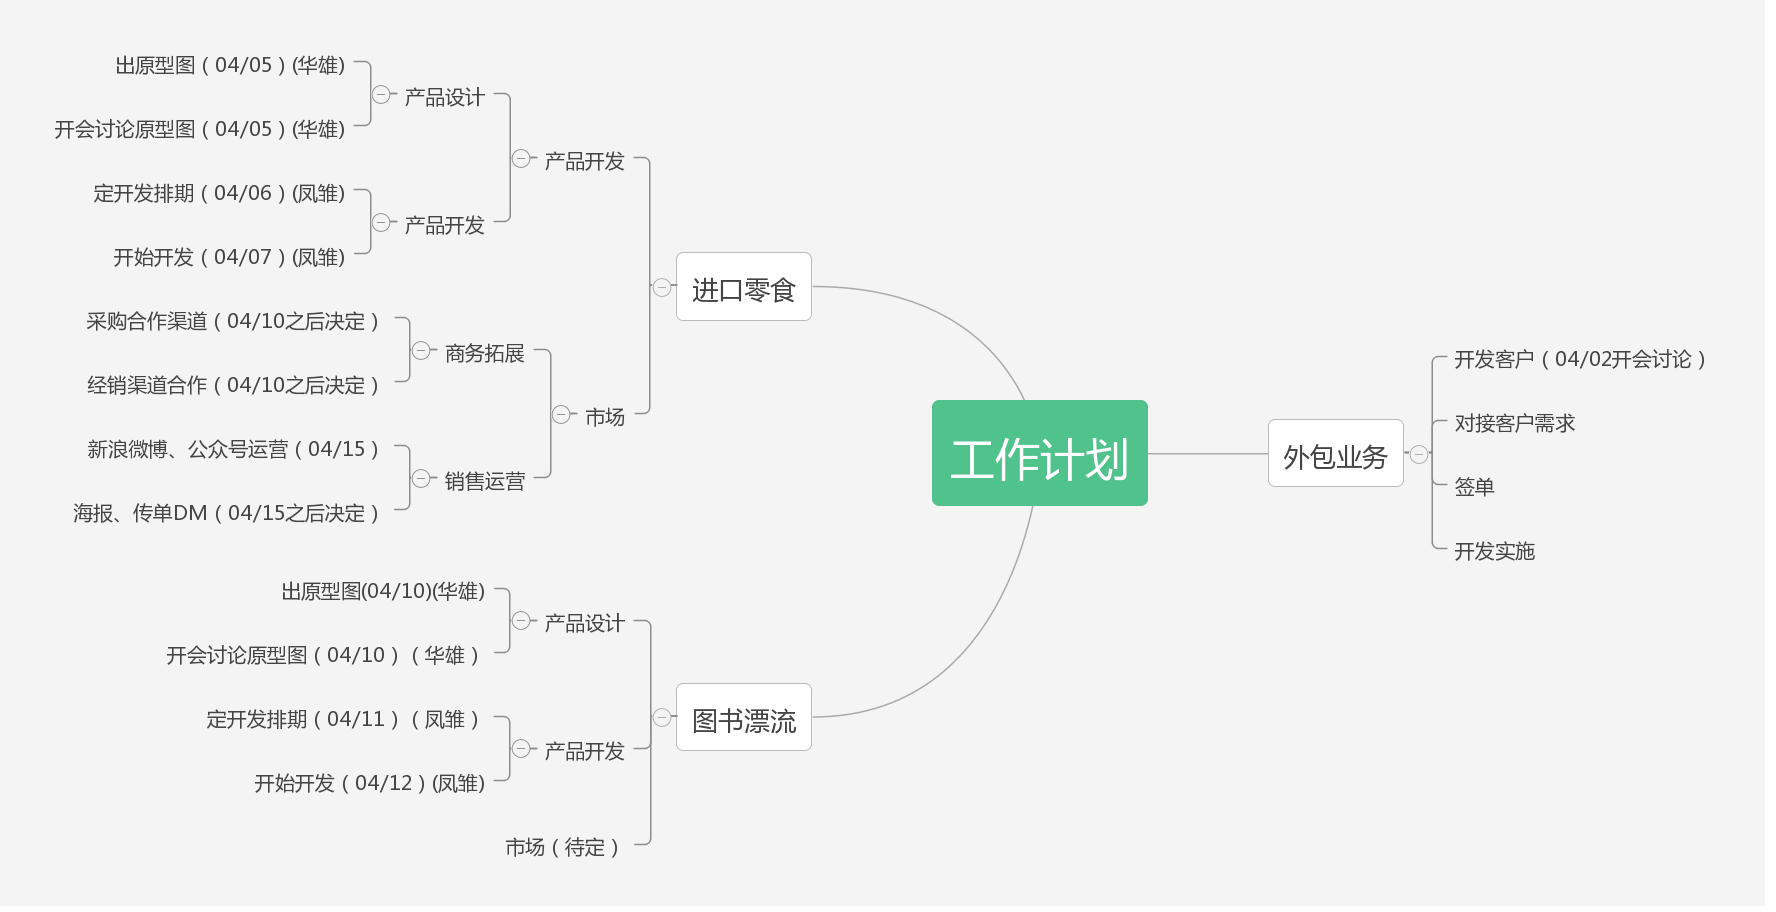 工作计划
进口零食
产品开发
产品设计
出原型图（04/05）(华雄)
开会讨论原型图（04/05）(华雄)
产品开发
定开发排期（04/06）(凤雏)
开始开发（04/07）(凤雏)
市场
商务拓展
采购合作渠道（04/10之后决定）
经销渠道合作（04/10之后决定）
销售运营
新浪微博、公众号运营（04/15）
海报、传单DM（04/15之后决定）
图书漂流
产品设计
出原型图(04/10)(华雄)
开会讨论原型图（04/10）（华雄）
产品开发
定开发排期（04/11）（凤雏）
开始开发（04/12）(凤雏)
市场（待定）
外包业务
开发客户（04/02开会讨论）
对接客户需求
签单
开发实施